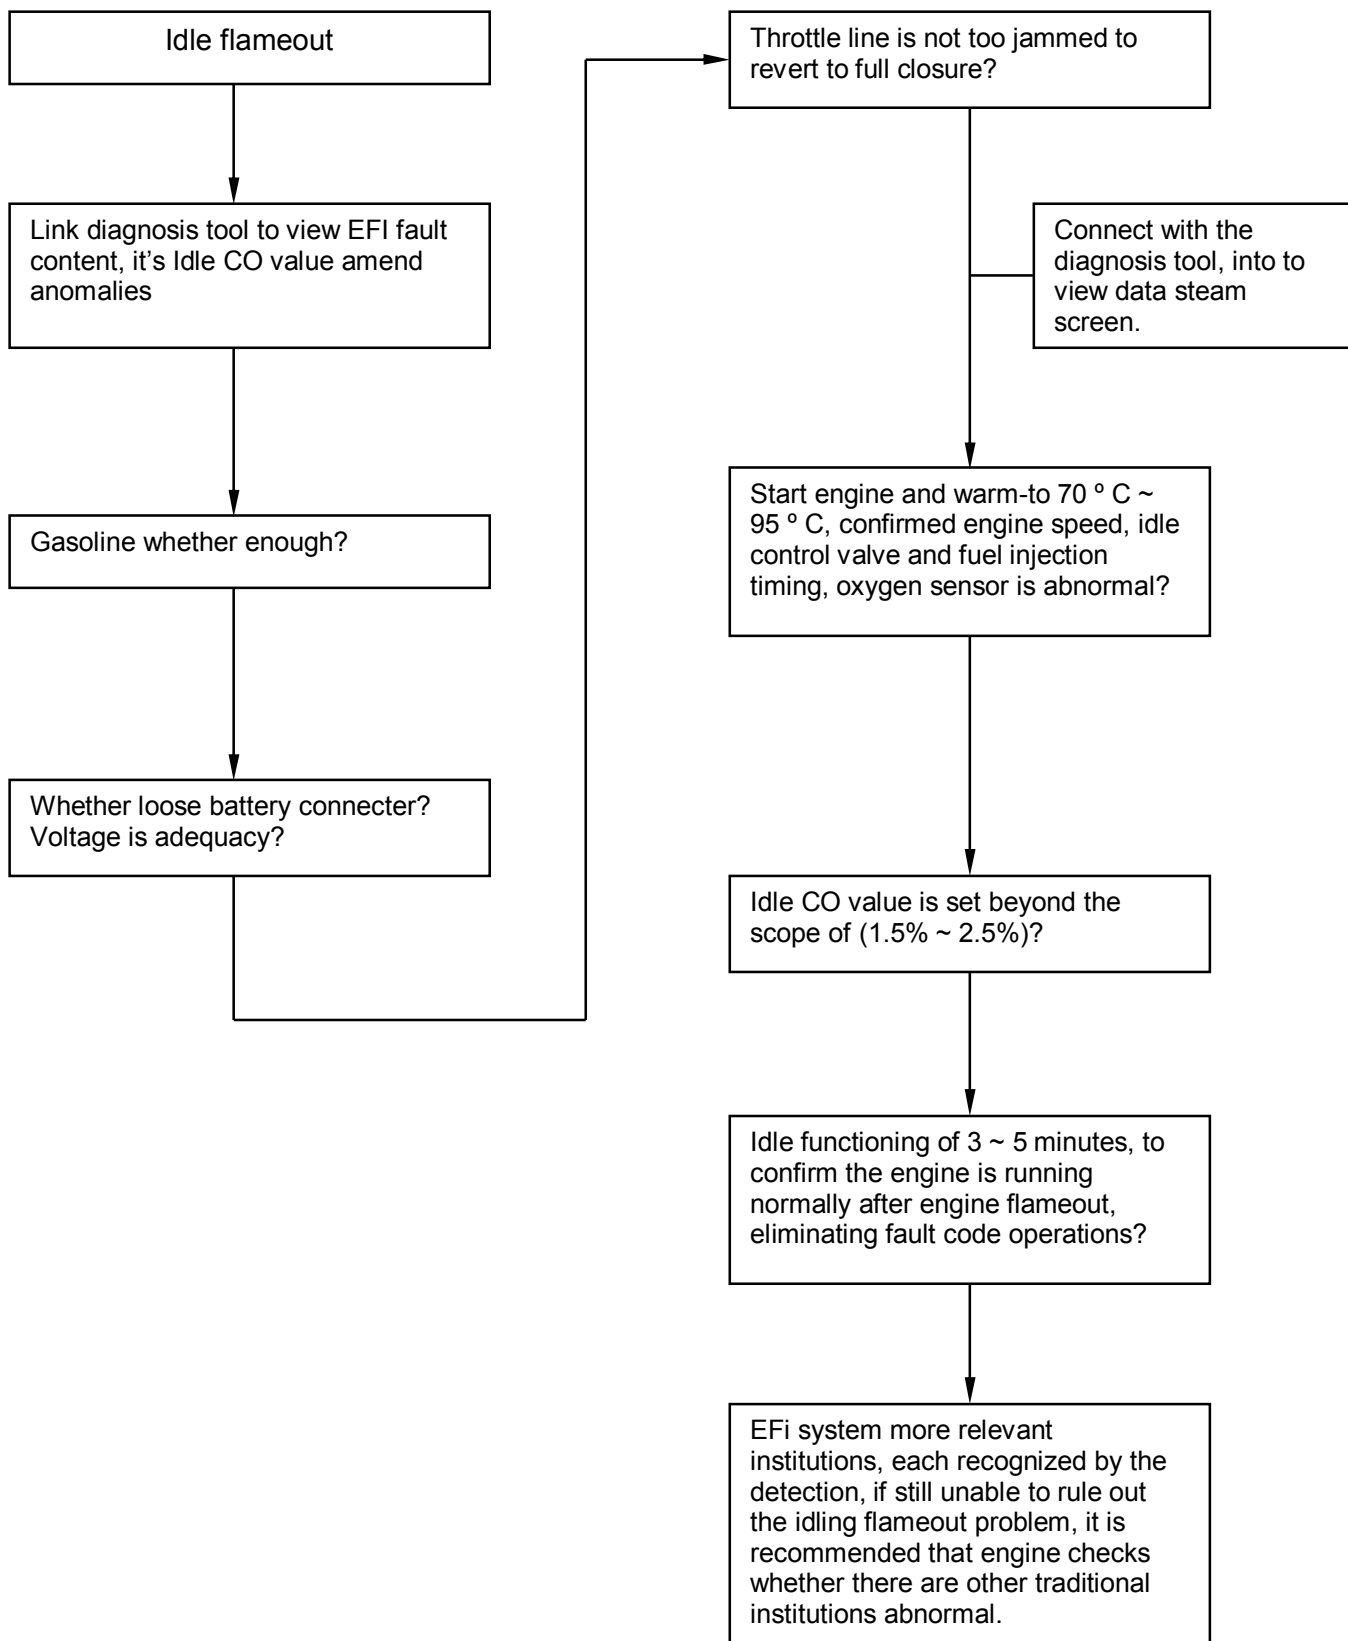 Idle flameout
Link diagnosis tool to view EFI fault
content, it’s Idle CO value amend
anomalies
Gasoline whether enough?
Whether loose battery connecter?
Voltage is adequacy?
Throttle line is not too jammed to
revert to full closure?
Connect with the
diagnosis tool, into to
view data steam
screen.
Start engine and warm-to 70 º C ~
95 º C, confirmed engine speed, idle
control valve and fuel injection
timing, oxygen sensor is abnormal?
Idle CO value is set beyond the
scope of (1.5% ~ 2.5%)?
Idle functioning of 3 ~ 5 minutes, to
confirm the engine is running
normally after engine flameout,
eliminating fault code operations?
EFi system more relevant
institutions, each recognized by the
detection, if still unable to rule out
the idling flameout problem, it is
recommended that engine checks
whether there are other traditional
institutions abnormal.